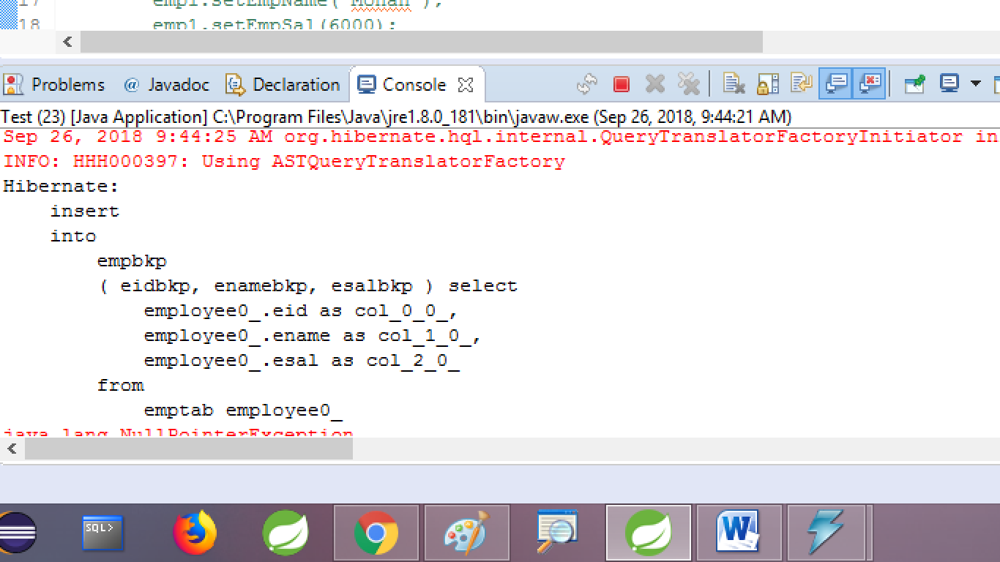 17 emp1.setEmpName("Mohan");
18 emp1.setEmpSal(6000);
Problems @ Javadoc Declaration Console
Test (23) [Java Application] C:\Program Files\Java\jre1.8.0_181\bin\javaw.exe (Sep 26, 2018, 9:44:21 AM)
Sep 26, 2018 9:44:25 AM org.hibernate.hql.internal.QueryTranslatorFactoryInitiator in
INFO: HHH000397: Using ASTQueryTranslatorFactory
Hibernate:
insert
into
empbkp
( eidbkp, enamebkp, esalbkp ) select
employee0_.eid as col_0_0_,
employee0_.ename as col_1_0_,
employee0_.esal as col_2_0_
from
emptab employee0_
java.lang.NullPointerException
SQL>
W